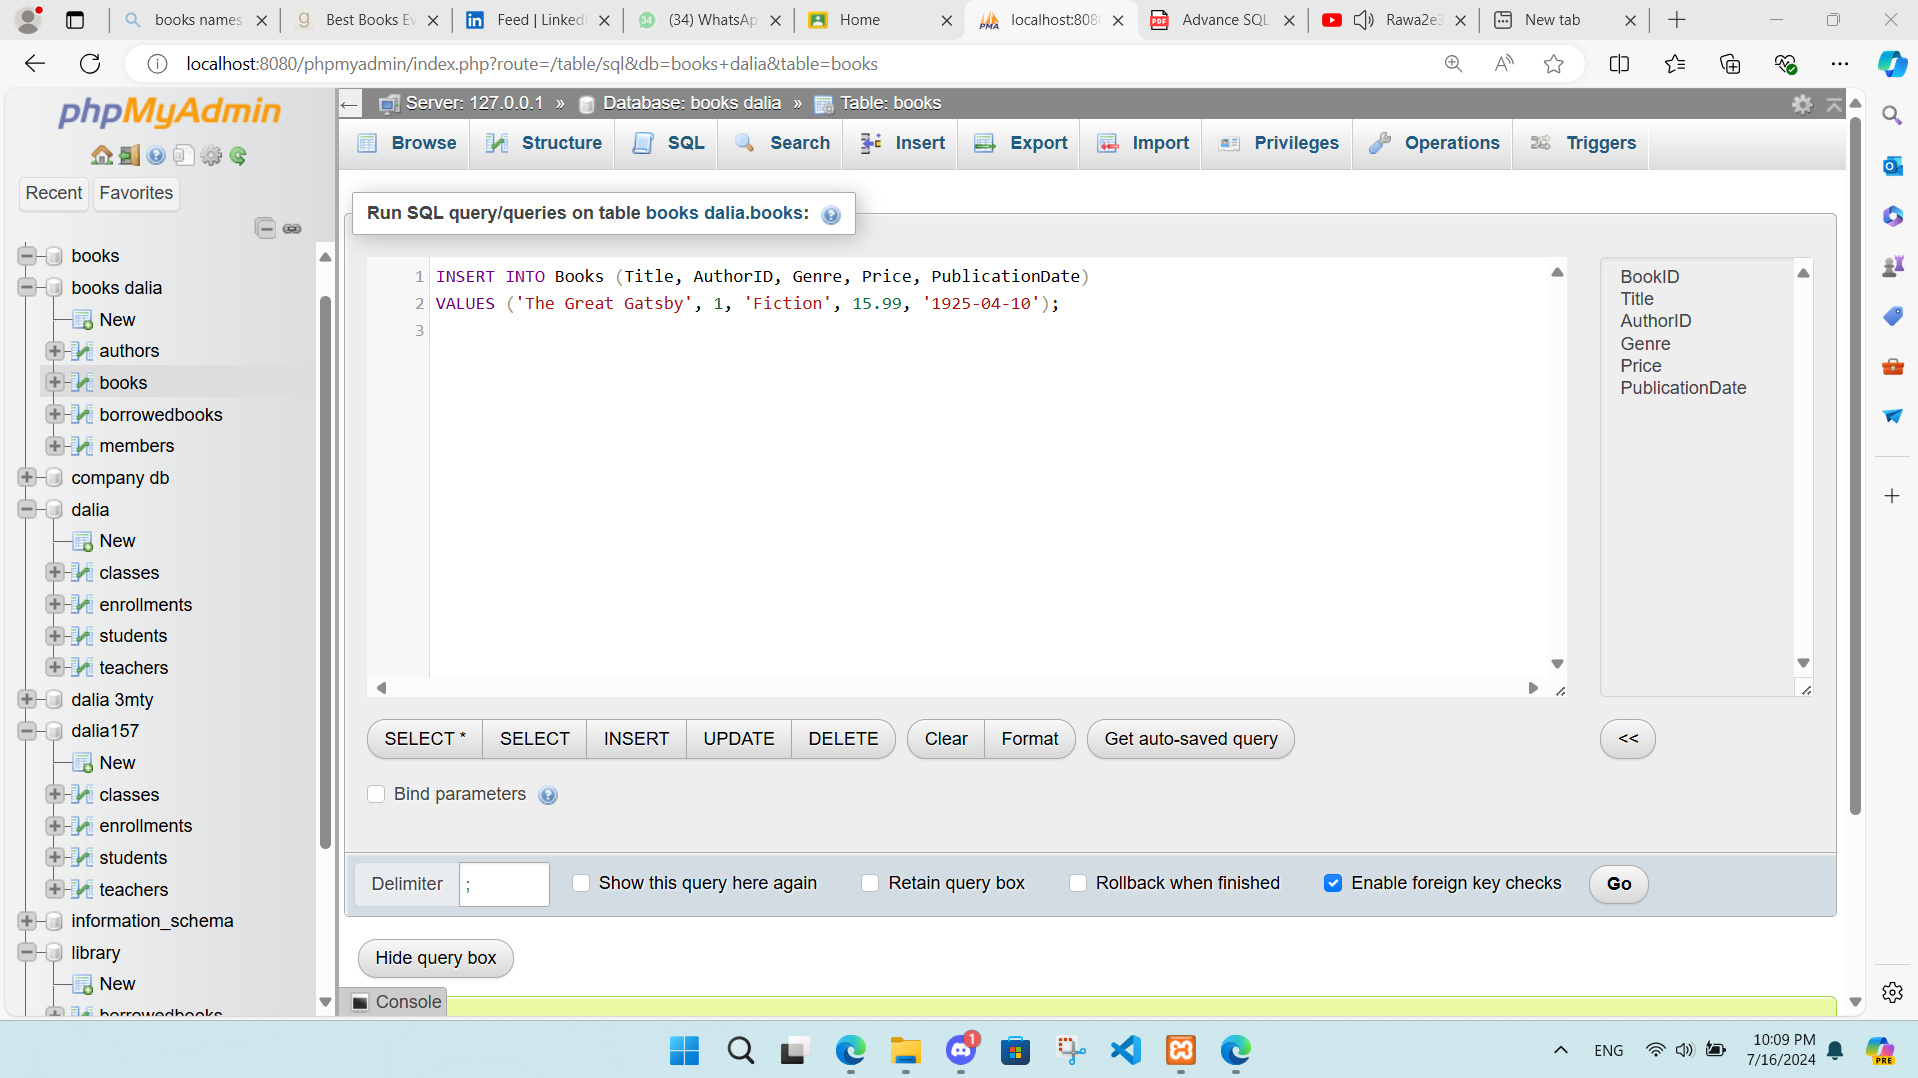 books names
Best Books Ev
Feed | Linked
(34) WhatsAp
Home
localhost:808
Advance SQL
Rawa2e3
New tab
localhost:8080/phpmyadmin/index.php?route=/table/sql&db=books+dalia&table=books
phpMyAdmin
Recent
Favorites
books
books dalia
New
authors
books
borrowedbooks
members
company db
dalia
New
classes
enrollments
students
teachers
dalia 3mty
dalia157
New
classes
enrollments
students
teachers
information_schema
library
New
borrowedbooks
Server: 127.0.0.1 » Database: books dalia » Table: books
Browse
Structure
SQL
Search
Insert
Export
Import
Privileges
Operations
Triggers
Run SQL query/queries on table books dalia.books:
1 INSERT INTO Books (Title, AuthorID, Genre, Price, PublicationDate)
2 VALUES ('The Great Gatsby', 1, 'Fiction', 15.99, '1925-04-10');
3
BookID
Title
AuthorID
Genre
Price
PublicationDate
SELECT *
SELECT
INSERT
UPDATE
DELETE
Clear
Format
Get auto-saved query
<<
Bind parameters
Delimiter
;
Show this query here again
Retain query box
Rollback when finished
Enable foreign key checks
Go
Hide query box
Console
1
ENG
10:09 PM
7/16/2024
PRE